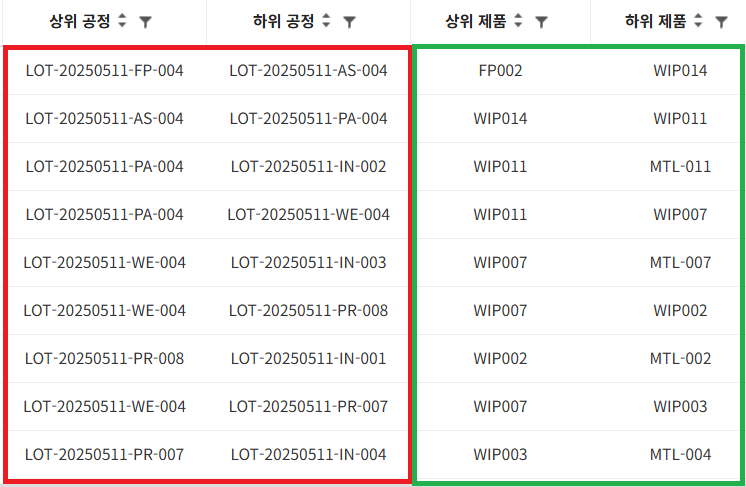 상위 공정 하위 공정 상위 제품 하위 제품
LOT-20250511-FP-004 LOT-20250511-AS-004 FP002 WIP014
LOT-20250511-AS-004 LOT-20250511-PA-004 WIP014 WIP011
LOT-20250511-PA-004 LOT-20250511-IN-002 WIP011 MTL-011
LOT-20250511-PA-004 LOT-20250511-WE-004 WIP011 WIP007
LOT-20250511-WE-004 LOT-20250511-IN-003 WIP007 MTL-007
LOT-20250511-WE-004 LOT-20250511-PR-008 WIP007 WIP002
LOT-20250511-PR-008 LOT-20250511-IN-001 WIP002 MTL-002
LOT-20250511-WE-004 LOT-20250511-PR-007 WIP007 WIP003
LOT-20250511-PR-007 LOT-20250511-IN-004 WIP003 MTL-004